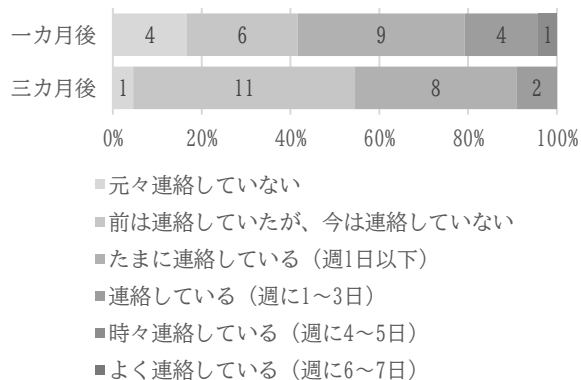 一カ月後 4 6 9 4 1
三カ月後 1 11 8 2
0% 20% 40% 60% 80% 100%
元々連絡していない
前は連絡していたが、今は連絡していない
たまに連絡している（週1日以下）
連絡している（週に1～3日）
時々連絡している（週に4～5日）
よく連絡している（週に6～7日）